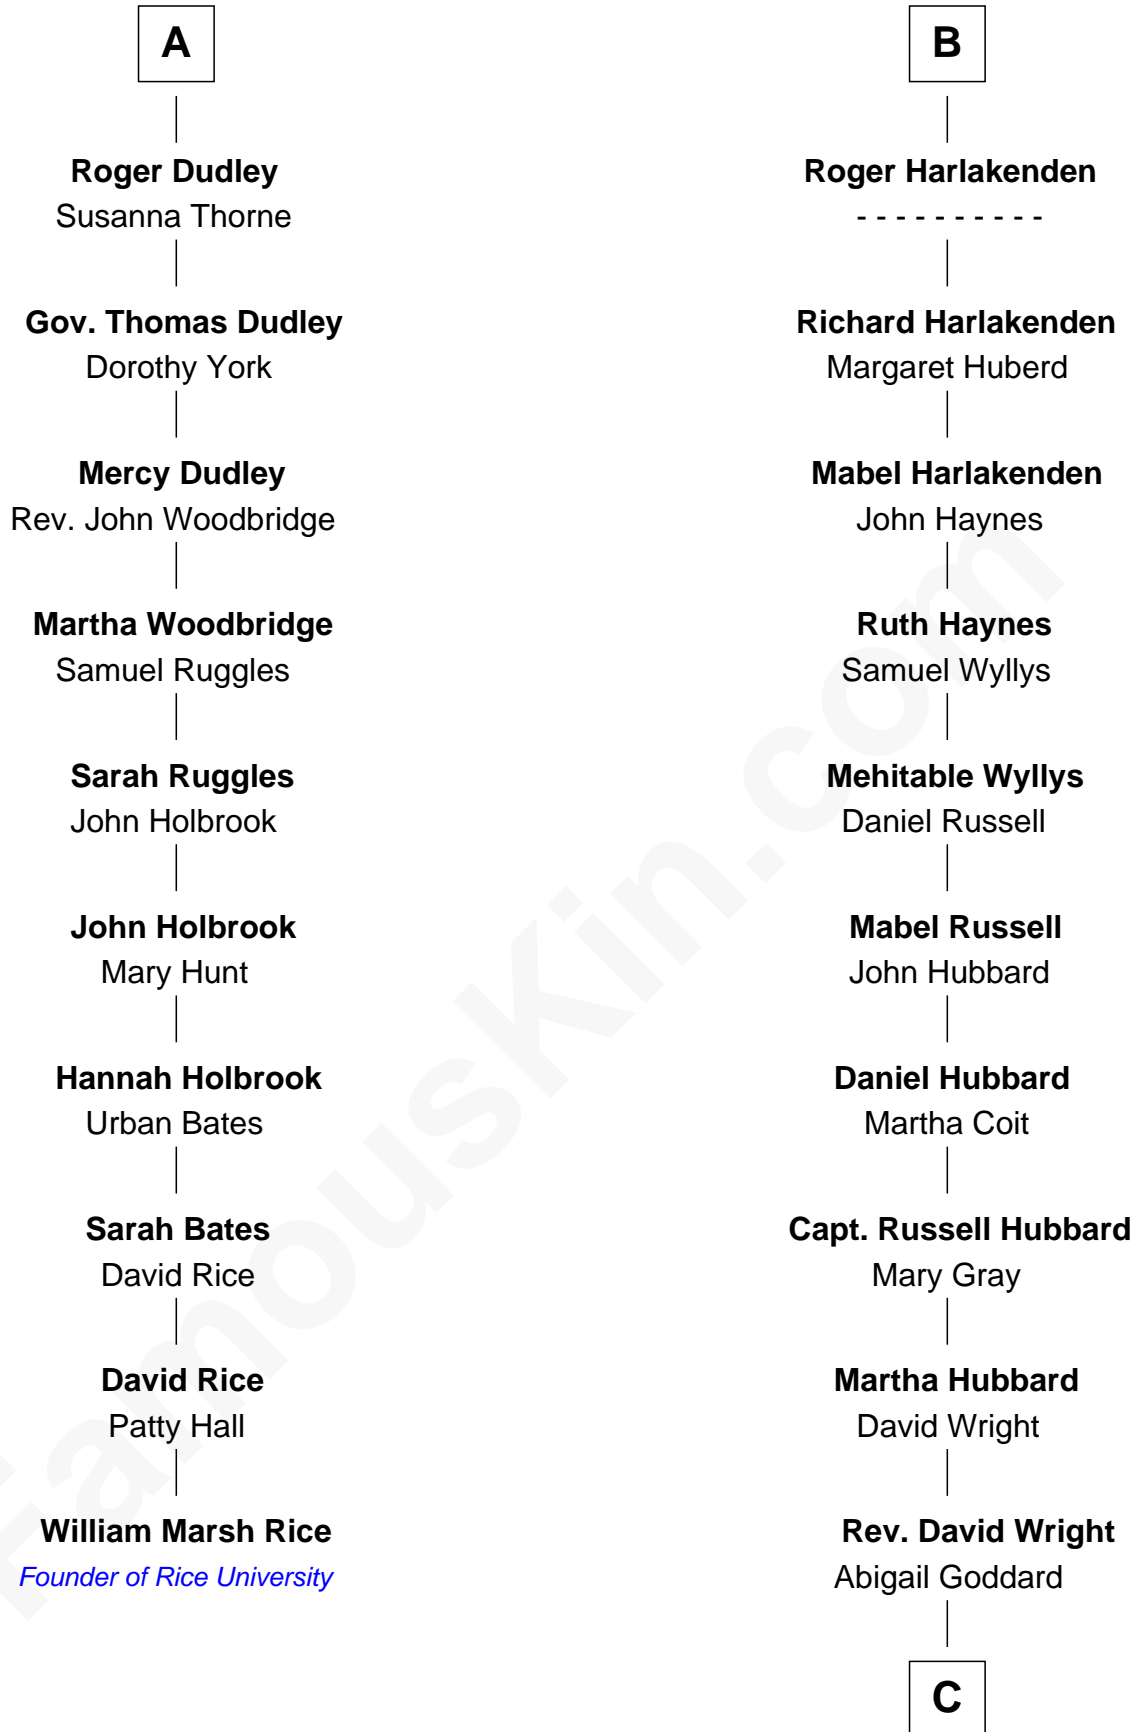 A
Roger Dudley
Susanna Thorne
Gov. Thomas Dudley
Dorothy York
Mercy Dudley
Rev. John Woodbridge
Martha Woodbridge
Samuel Ruggles
Sarah Ruggles
John Holbrook
John Holbrook
Mary Hunt
Hannah Holbrook
Urban Bates
Sarah Bates
David Rice
David Rice
Patty Hall
William Marsh Rice
Founder of Rice University
B
Roger Harlakenden
- - - - - - - - - -
Richard Harlakenden
Margaret Huberd
Mabel Harlakenden
John Haynes
Ruth Haynes
Samuel Wyllys
Mehitable Wyllys
Daniel Russell
Mabel Russell
John Hubbard
Daniel Hubbard
Martha Coit
Capt. Russell Hubbard
Mary Gray
Martha Hubbard
David Wright
Rev. David Wright
Abigail Goddard
C
FamousKin.com